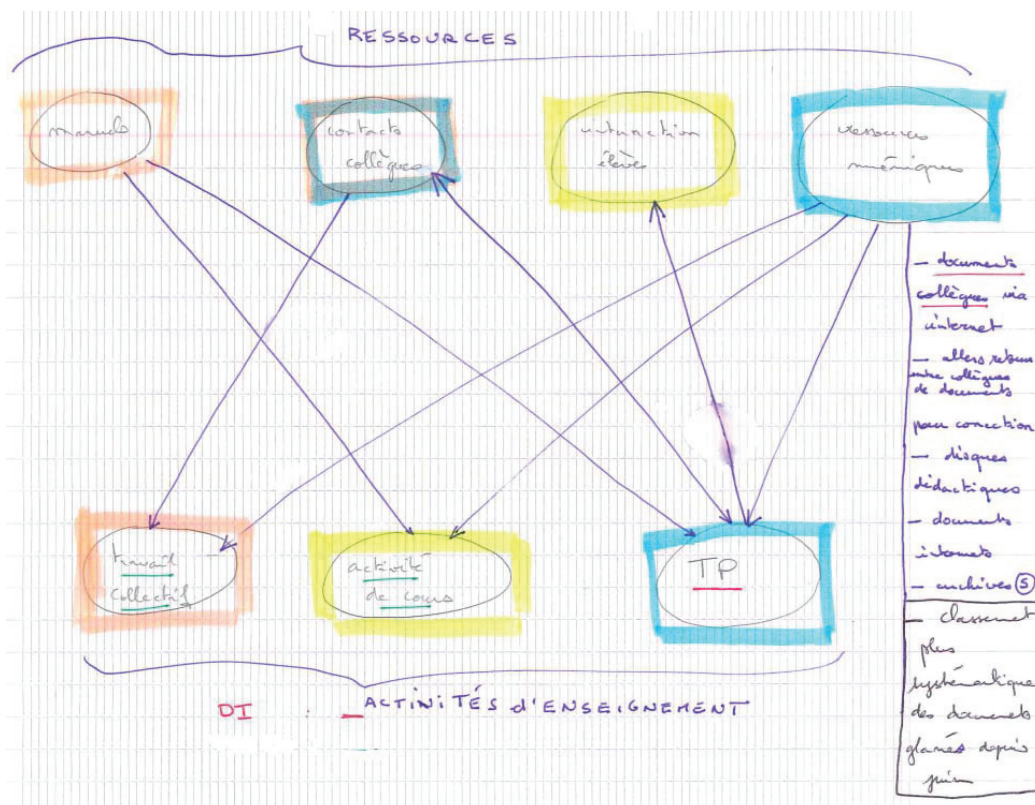 RESSOURCES
manuels
contacts
collègues
interaction
élèves
ressources
numériques
— documents
collègues via
internet
— allers retours
entre collègues
de documents
pour correction
— disques
didactiques
— documents
internets
— archives (S)
— classement
plus
systématique
des documents
glanés depuis
juin
travail
collectif
activité
de cours
TP
ACTIVITÉS d'ENSEIGNEMENT
DI : —